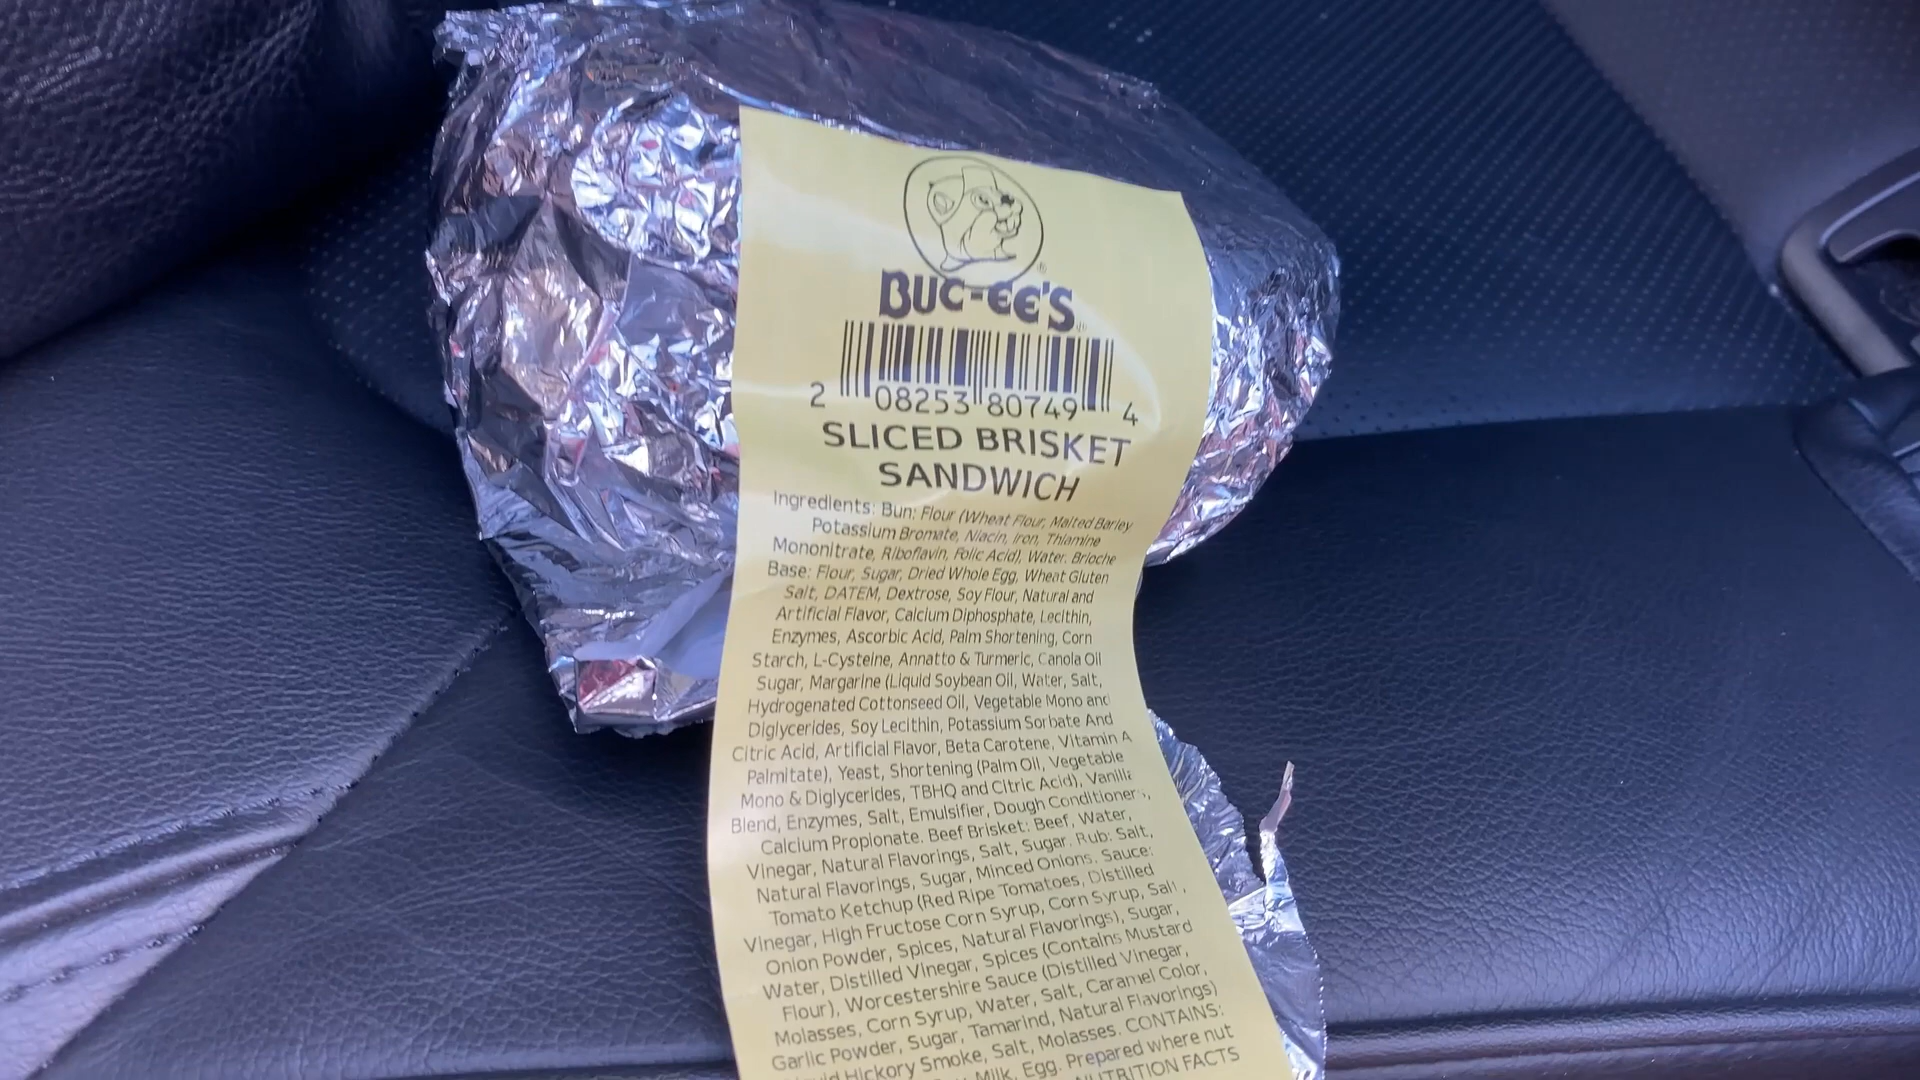 BUC-EE'S
2 08253 80749 4
SLICED BRISKET
SANDWICH
Ingredients: Bun: Flour (Wheat Flour, Malted Barley
Potassium Bromate, Niacin, Iron, Thiamine
Mononitrate, Riboflavin, Folic Acid), Water. Brioche
Base: Flour, Sugar, Dried Whole Egg, Wheat Gluten
Salt, DATEM, Dextrose, Soy Flour, Natural and
Artificial Flavor, Calcium Diphosphate, Lecithin,
Enzymes, Ascorbic Acid, Palm Shortening, Corn
Starch, L-Cysteine, Annatto & Turmeric, Canola Oil
Sugar, Margarine (Liquid Soybean Oil, Water, Salt,
Hydrogenated Cottonseed Oil, Vegetable Mono and
Diglycerides, Soy Lecithin, Potassium Sorbate And
Citric Acid, Artificial Flavor, Beta Carotene, Vitamin A
Palmitate), Yeast, Shortening (Palm Oil, Vegetable
Mono & Diglycerides, TBHQ and Citric Acid), Vanilla
Blend, Enzymes, Salt, Emulsifier, Dough Conditioners,
Calcium Propionate. Beef Brisket: Beef, Water,
Vinegar, Natural Flavorings, Salt, Sugar. Rub: Salt,
Natural Flavorings, Sugar, Minced Onions. Sauce:
Tomato Ketchup (Red Ripe Tomatoes, Distilled
Vinegar, High Fructose Corn Syrup, Corn Syrup, Salt,
Onion Powder, Spices, Natural Flavorings), Sugar,
Water, Distilled Vinegar, Spices (Contains Mustard
Flour), Worcestershire Sauce (Distilled Vinegar,
Molasses, Corn Syrup, Water, Salt, Caramel Color,
Garlic Powder, Sugar, Tamarind, Natural Flavorings)
Hickory Smoke, Salt, Molasses. CONTAINS:
Milk, Egg. Prepared where nut
NUTRITION FACTS